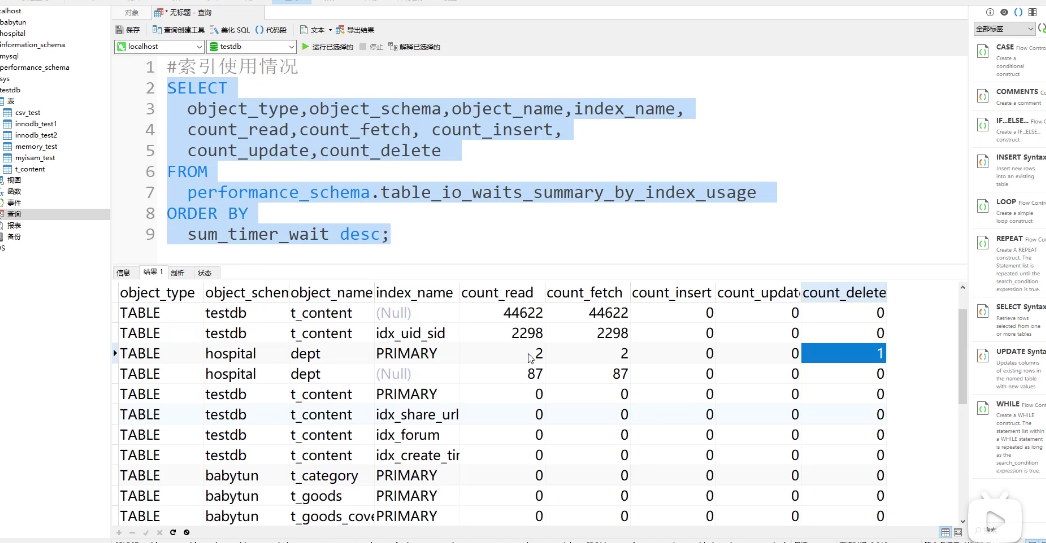 对象
* 无标题 - 查询
保存
查询创建工具
美化 SQL
代码段
文本
导出结果
localhost
testdb
运行已选择的
停止
解释已选择的
alhost
babytun
hospital
information_schema
mysql
performance_schema
sys
testdb
表
csv_test
innodb_test1
innodb_test2
memory_test
myisam_test
t_content
视图
函数
事件
查询
报表
备份
1 #索引使用情况
2 SELECT
3 object_type,object_schema,object_name,index_name,
4 count_read,count_fetch, count_insert,
5 count_update,count_delete
6 FROM
7 performance_schema.table_io_waits_summary_by_index_usage
8 ORDER BY
9 sum_timer_wait desc;
信息 结果 1 剖析 状态
object_type object_schen object_name index_name count_read count_fetch count_insert count_updat count_delete
TABLE testdb t_content (Null) 44622 44622 0 0 0
TABLE testdb t_content idx_uid_sid 2298 2298 0 0 0
TABLE hospital dept PRIMARY 2 2 0 0 1
TABLE hospital dept (Null) 87 87 0 0 0
TABLE testdb t_content PRIMARY 0 0 0 0 0
TABLE testdb t_content idx_share_url 0 0 0 0 0
TABLE testdb t_content idx_forum 0 0 0 0 0
TABLE testdb t_content idx_create_tir 0 0 0 0 0
TABLE babytun t_category PRIMARY 0 0 0 0 0
TABLE babytun t_goods PRIMARY 0 0 0 0 0
TABLE babytun t_goods_cove PRIMARY 0 0 0 0 0
全部标签
CASE Flow Contro
Create a
conditional
construct
COMMENTS Co
Create a comment
IF...ELSE... Flow C
Create a IF...ELSE...
construct
INSERT Syntax
Insert new rows
into an existing
table
LOOP Flow Contr
Create a simple
loop construct
REPEAT Flow Con
Create A REPEAT
construct. The
Statement list is
repeated until the
search_condition
expression is true.
SELECT Syntax
Retrieve rows
selected from one
or more tables
UPDATE Synta
Updates columns
of existing rows in
the named table
with new values
WHILE Flow Cont
Create a WHILE
construct. The
statement list within
a WHILE statement
is repeated as long
as the
search_condition
expression is true.